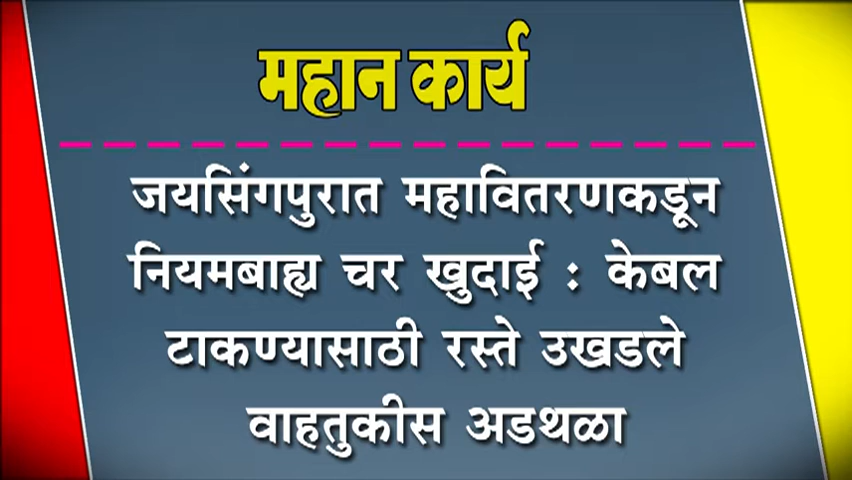 महान कार्य
जयसिंगपुरात महावितरणकडून
नियमबाह्य चर खुदाई : केबल
टाकण्यासाठी रस्ते उखडले
वाहतुकीस अडथळा